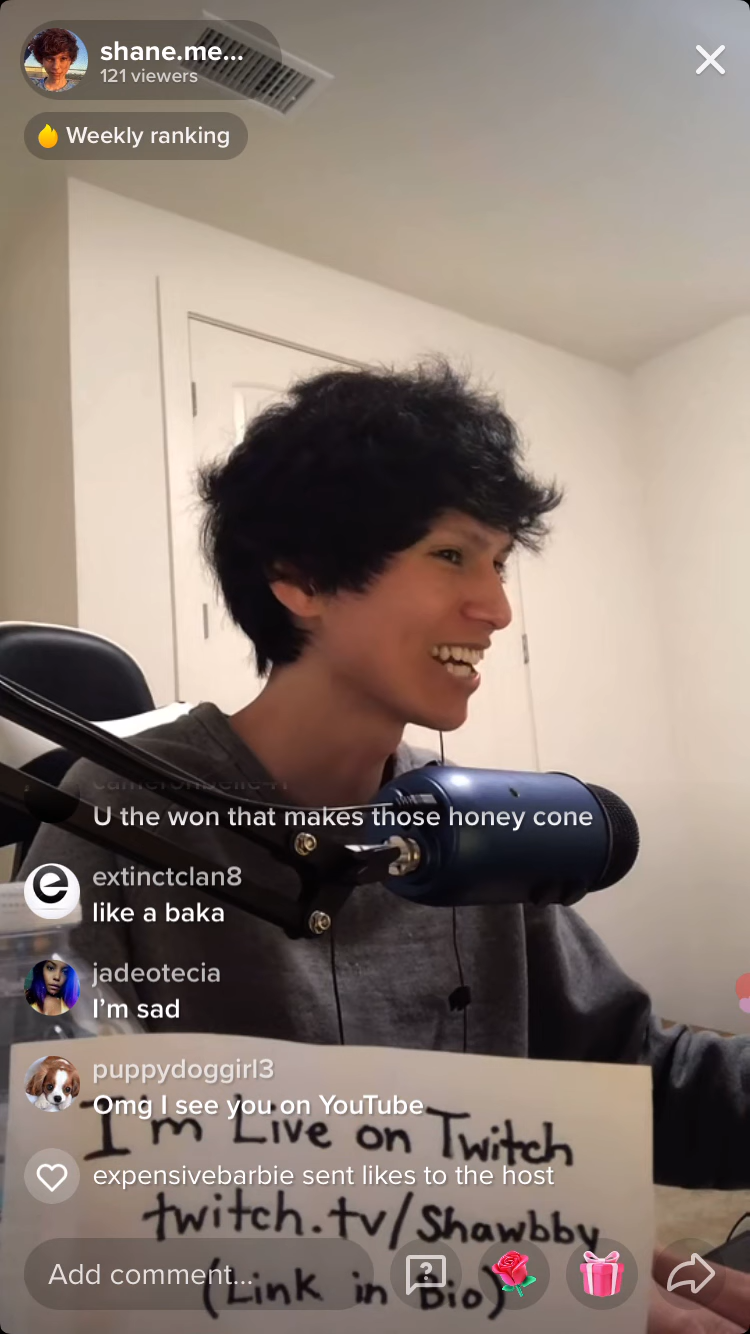 shane.me...
121 viewers
Weekly ranking
U the won that makes those honey cone
extinctclan8
like a baka
jadeotecia
I'm sad
puppydoggirl3
Omg I see you on YouTube
I'm Live on Twitch
expensivebarbie sent likes to the host
twitch.tv/Shawbby
Add comment...
(Link in Bio)